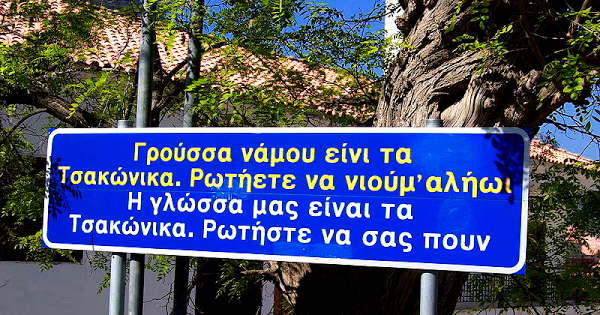 Γρούσσα νάμου είνι τα
Τσακώνικα. Ρωτήετε να νιούμ'αλήωι
Η γλώσσα μας είναι τα
Τσακώνικα. Ρωτήστε να σας πουν